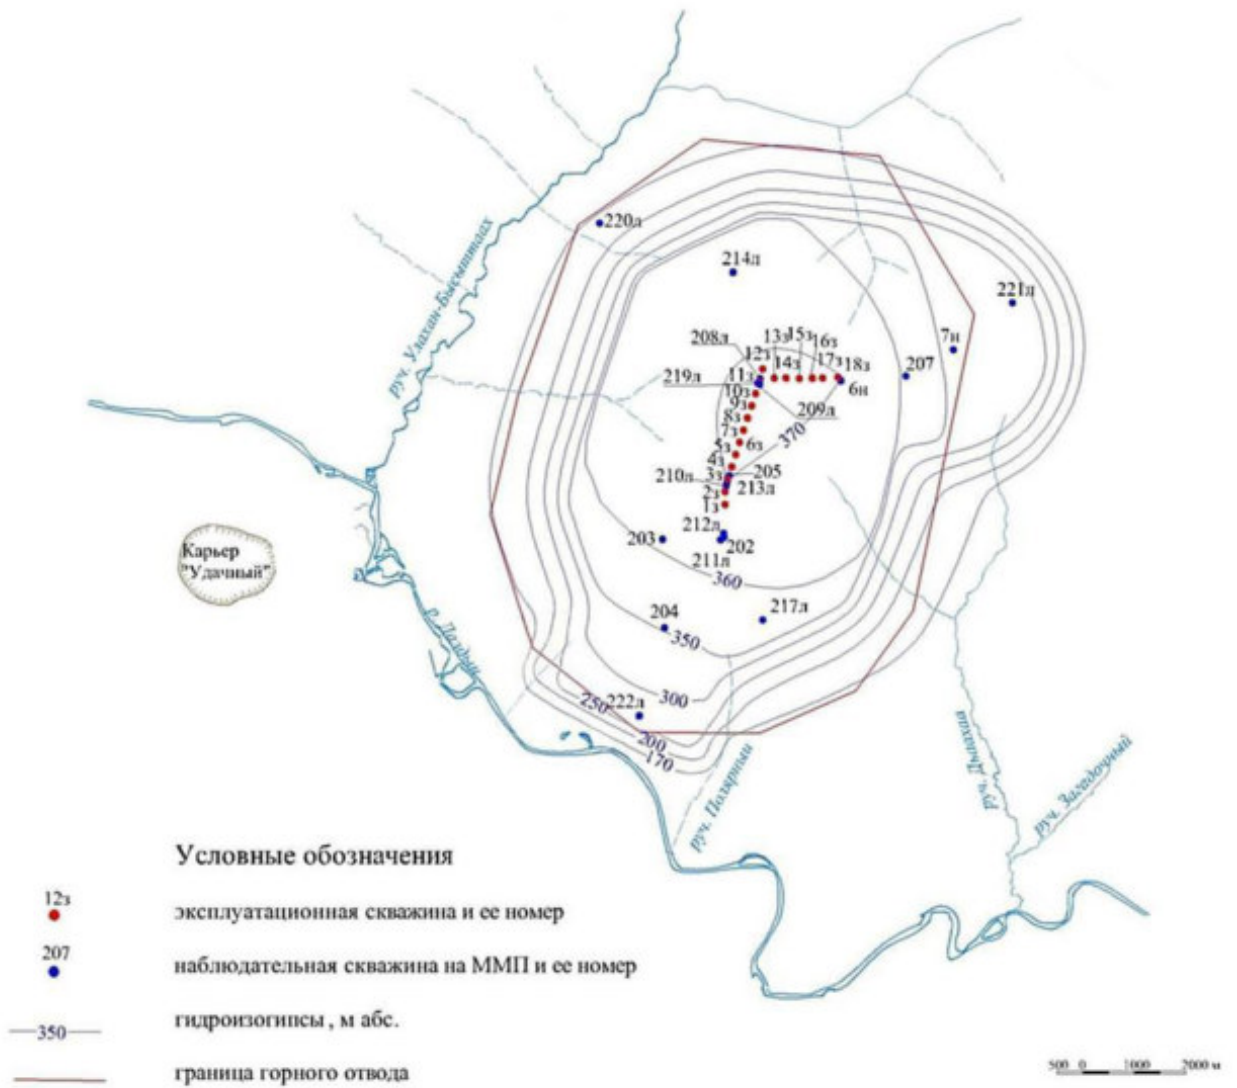 220л
214л
221л
7н
207
208л
13з
15з
16з
12з
14з
17з
18з
219л
11з
6н
10з
9з
209л
8з
7з
370
5з
6з
4з
210л
3з
205
2з
213л
1з
212л
203
202
211л
360
204
217л
350
300
250
222л
200
170
руч. Улахан-Бысыттаах
Карьер
"Удачный"
р. Далдын
руч. Полярный
руч. Дьяхха
руч. Загадочный
Условные обозначения
12з
эксплуатационная скважина и ее номер
207
наблюдательная скважина на ММП и ее номер
350
гидроизогипсы , м абс.
граница горного отвода
500 0 1000 2000 м